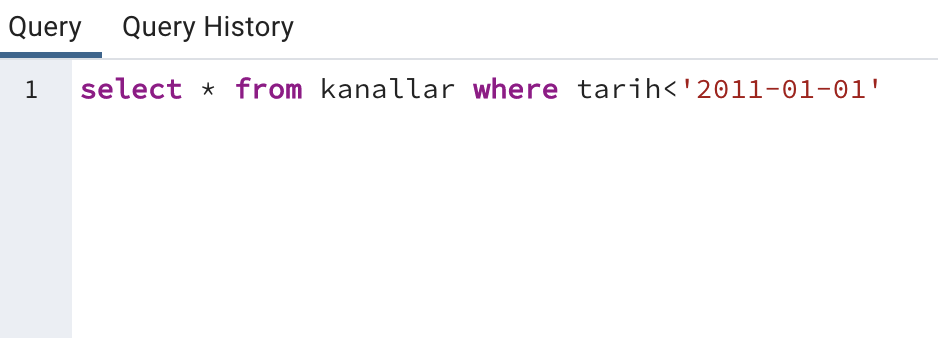 Query Query History
1 select * from kanallar where tarih<'2011-01-01'